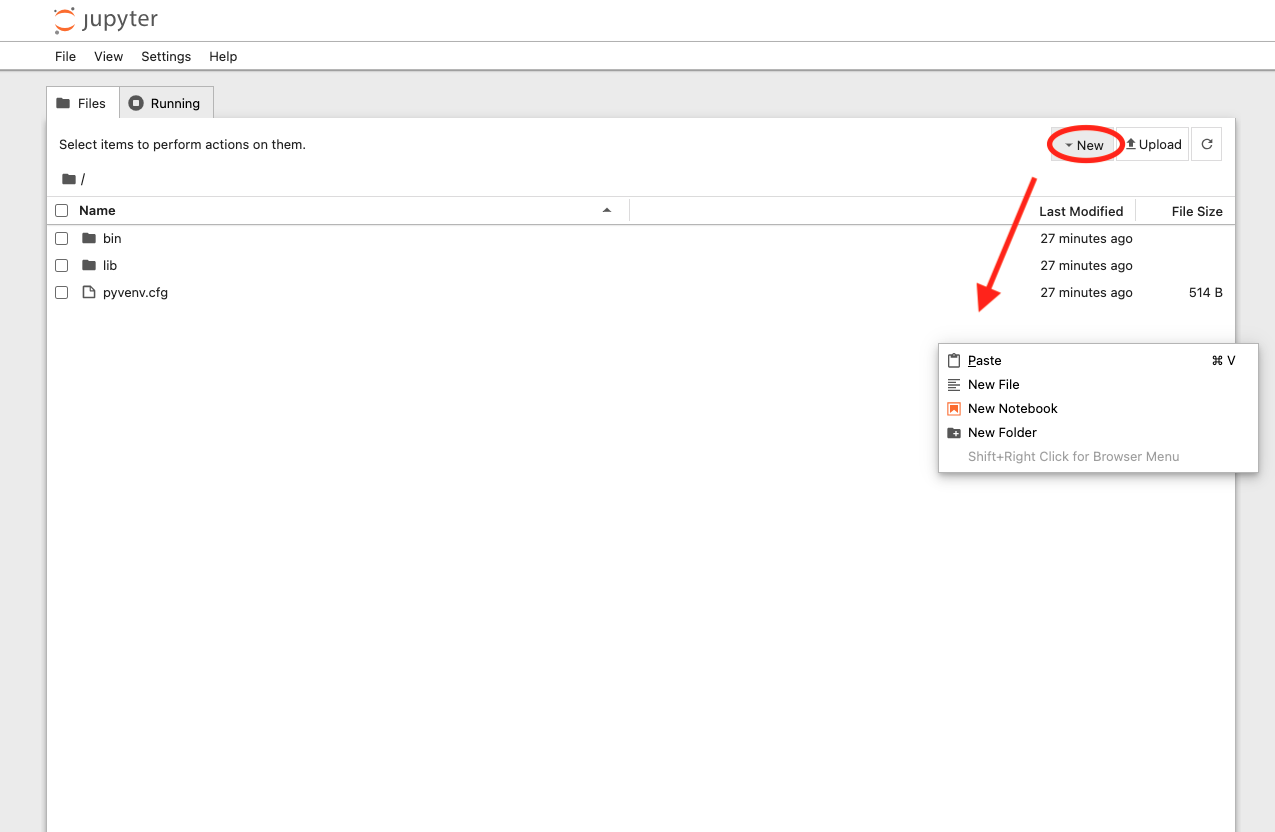 jupyter
File View Settings Help
Files Running
Select items to perform actions on them.
New Upload
/
Name Last Modified File Size
bin 27 minutes ago
lib 27 minutes ago
pyvenv.cfg 27 minutes ago 514 B
Paste ⌘ V
New File
New Notebook
New Folder
Shift+Right Click for Browser Menu